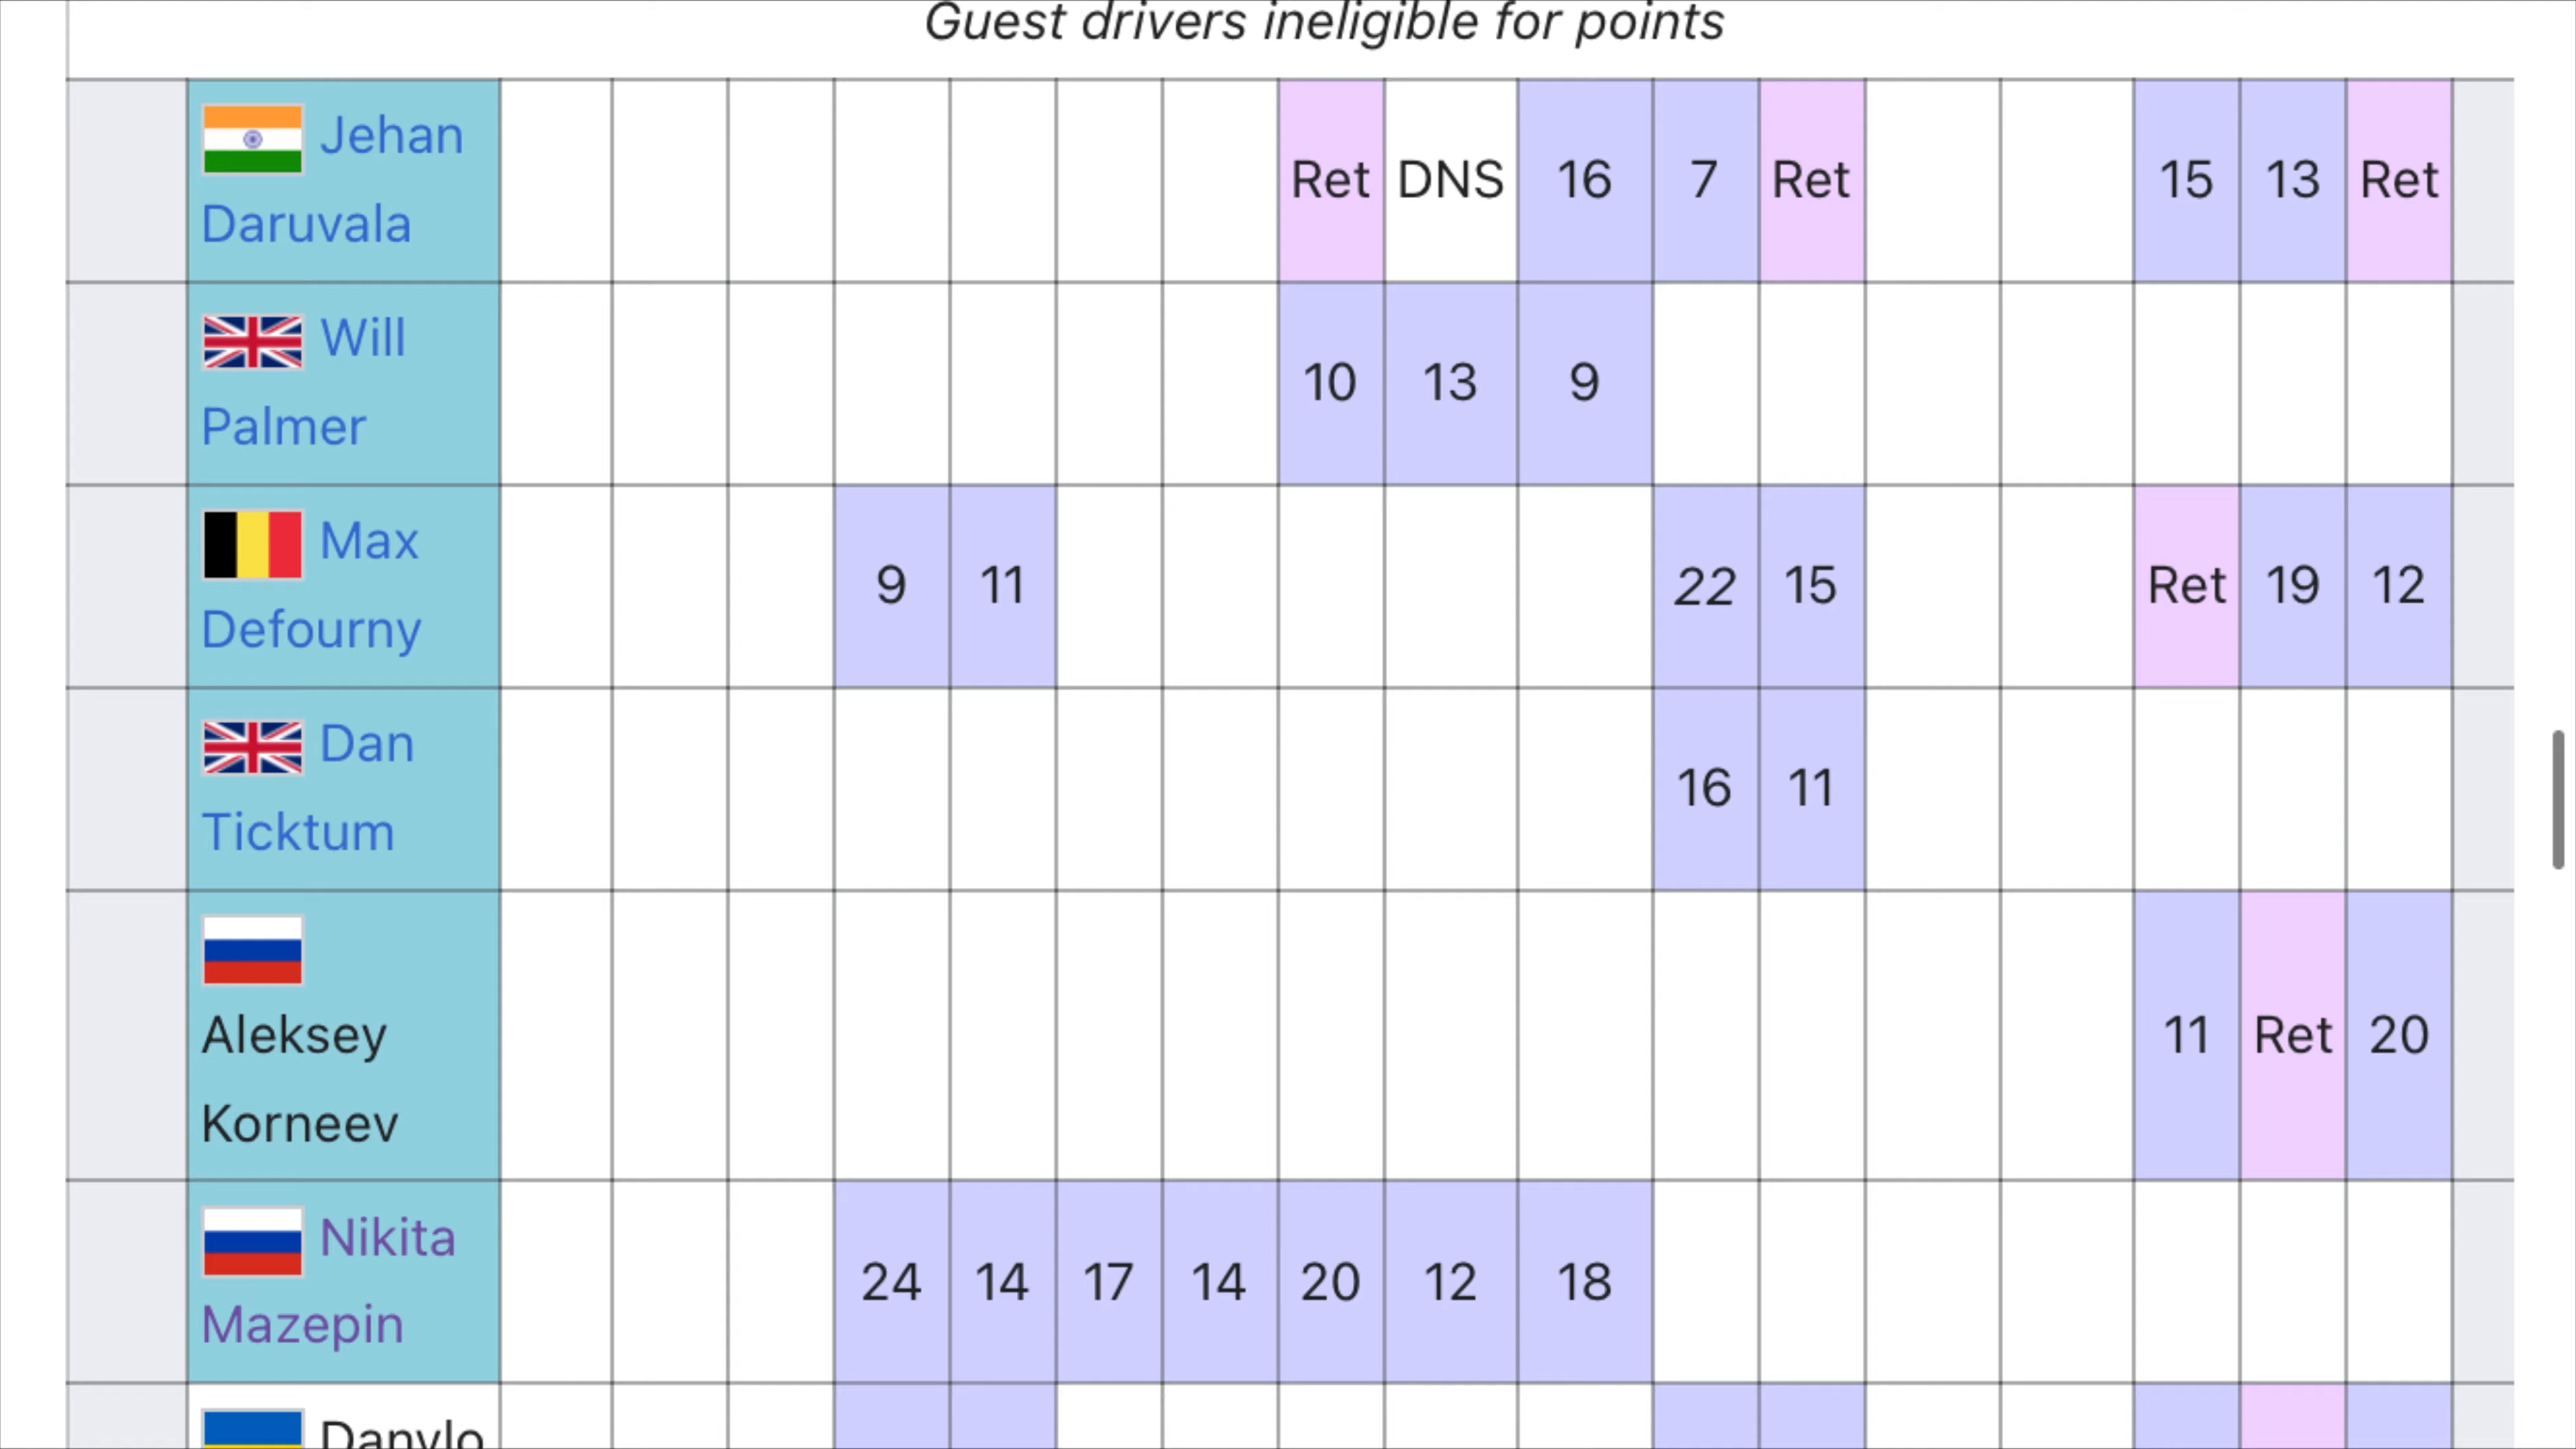 Guest drivers ineligible for points
Jehan
Daruvala
Ret DNS 16 7 Ret 15 13 Ret
Will
Palmer
10 13 9
Max
Defourny
9 11 22 15 Ret 19 12
Dan
Ticktum
16 11
Aleksey
Korneev
11 Ret 20
Nikita
Mazepin
24 14 17 14 20 12 18
Danylo